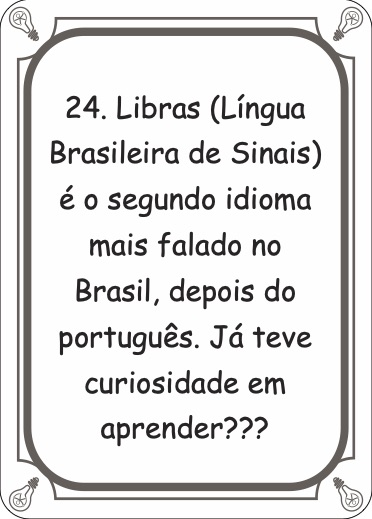 24. Libras (Língua
Brasileira de Sinais)
é o segundo idioma
mais falado no
Brasil, depois do
português. Já teve
curiosidade em
aprender???